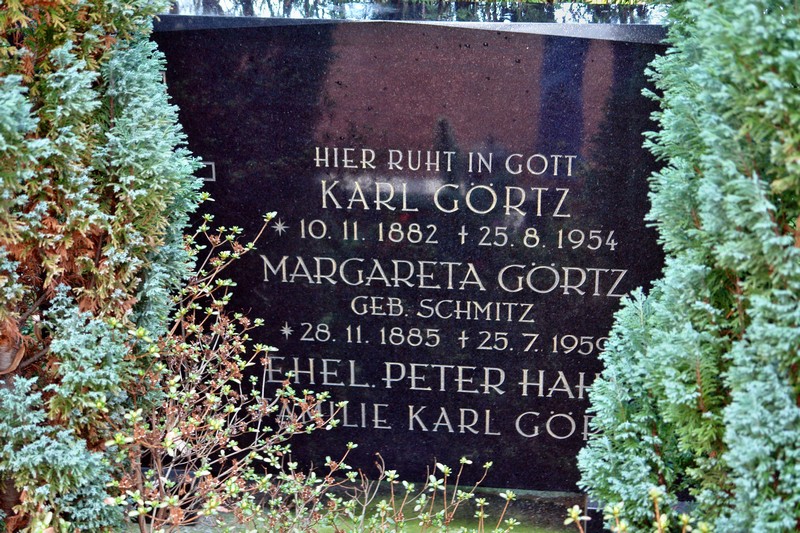 HIER RUHT IN GOTT
KARL GÖRTZ
* 10. 11. 1882 † 25. 8. 1954
MARGARETA GÖRTZ
GEB. SCHMITZ
* 28. 11. 1885 † 25. 7. 1959
EHEL. PETER
KARL